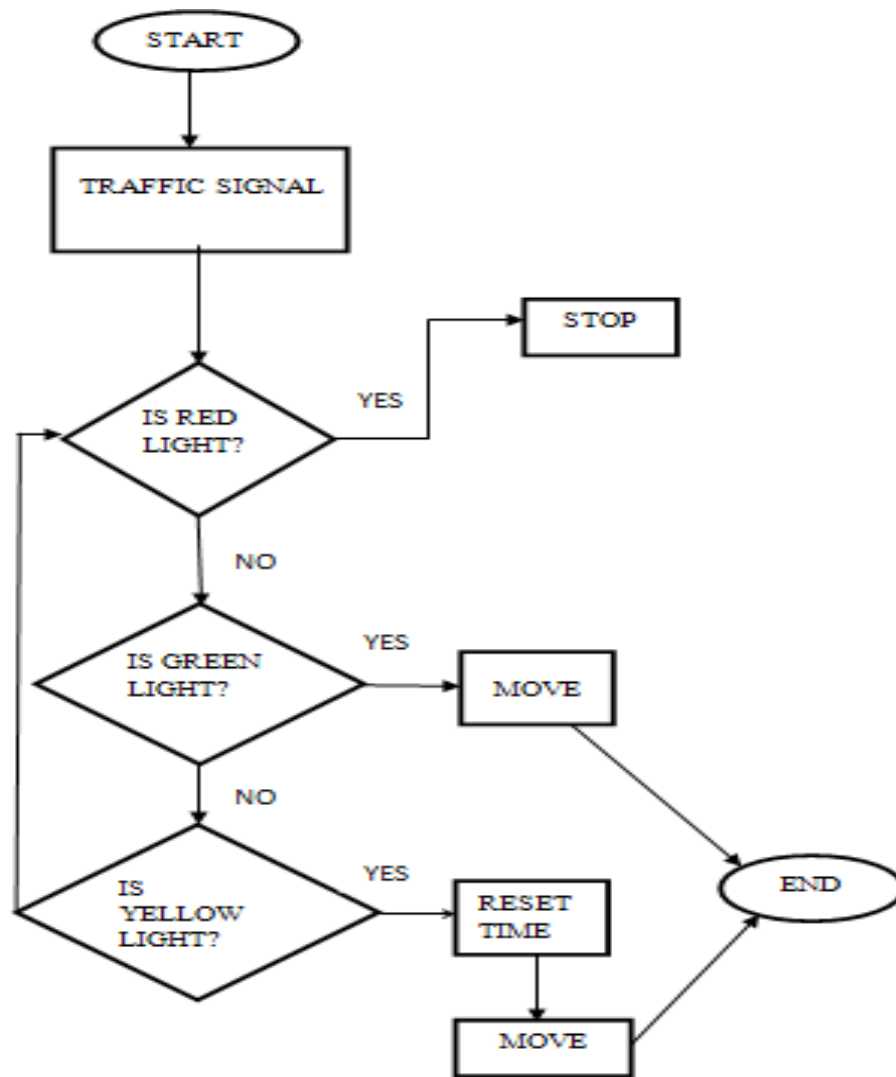 START
TRAFFIC SIGNAL
STOP
YES
IS RED
LIGHT?
NO
YES
IS GREEN
LIGHT?
MOVE
NO
YES
IS
YELLOW
LIGHT?
RESET
TIME
END
MOVE